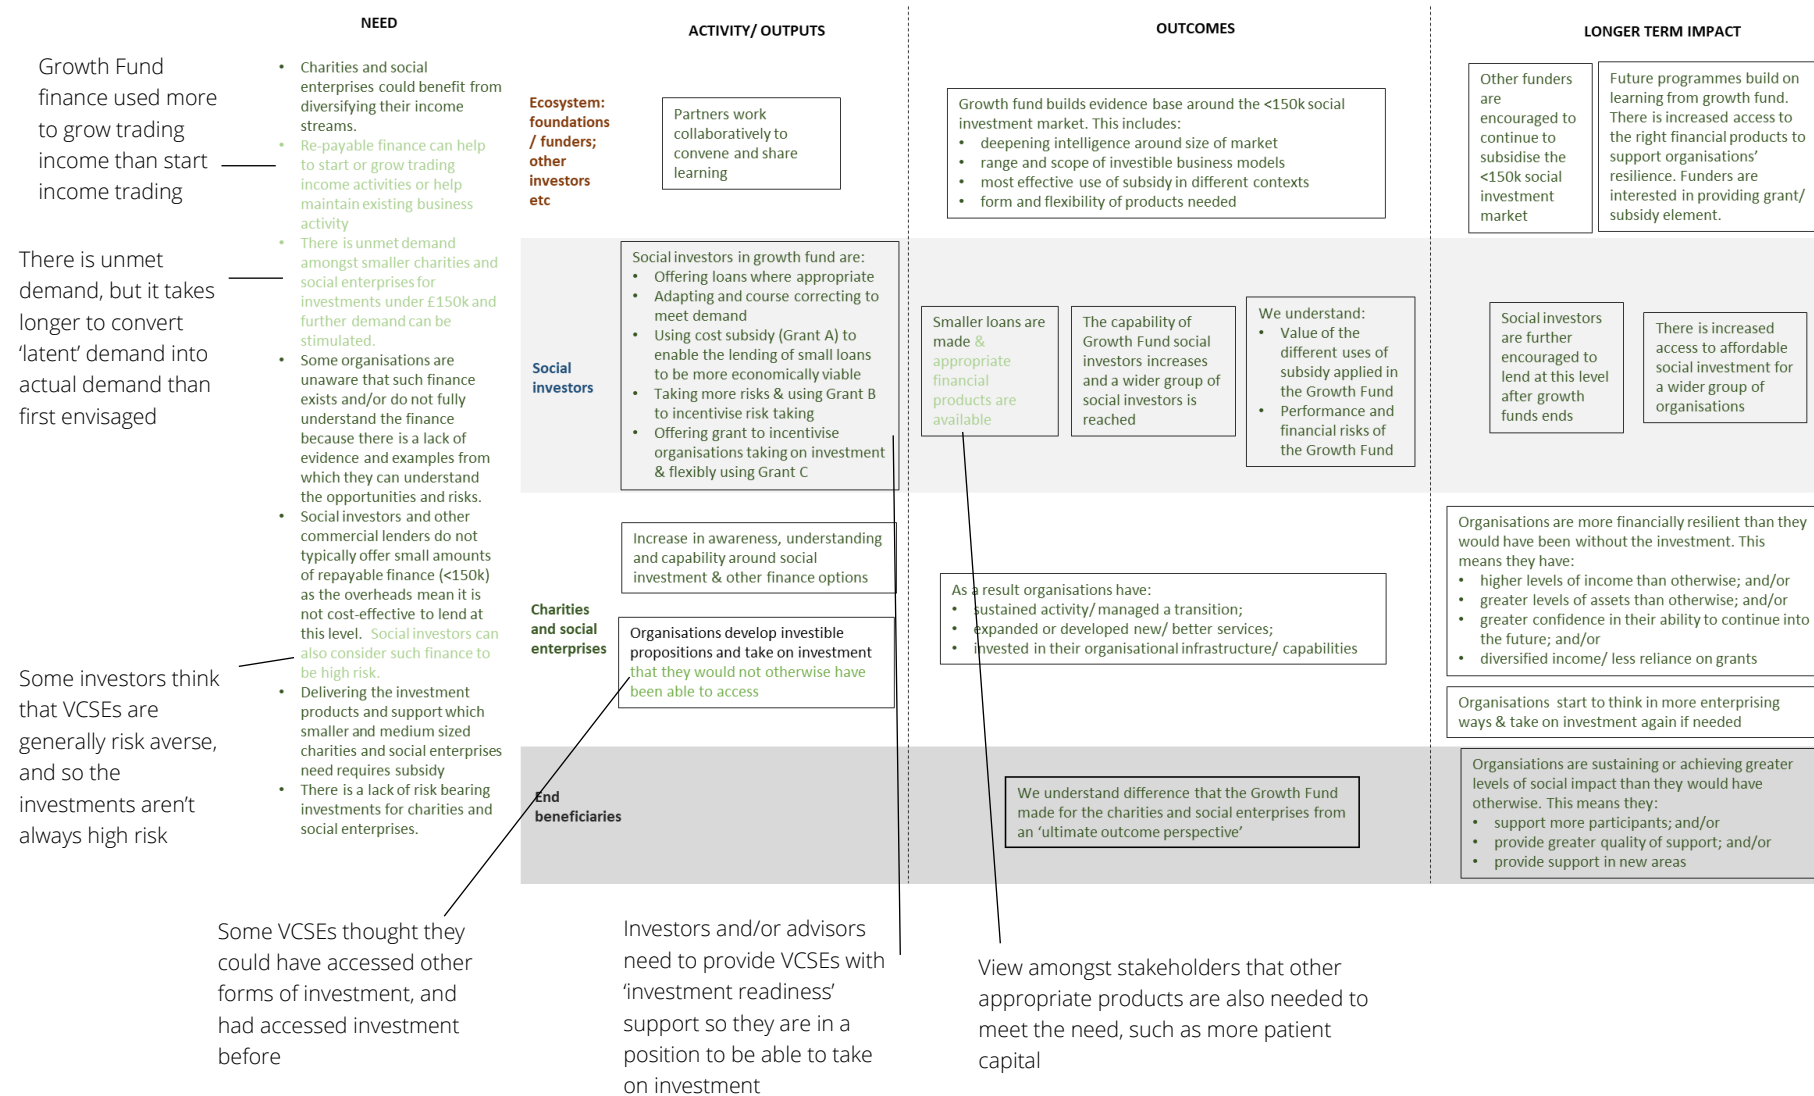 NEED
ACTIVITY/ OUTPUTS
OUTCOMES
LONGER TERM IMPACT
Growth Fund
finance used more
to grow trading
income than start
income trading
There is unmet
demand, but it takes
longer to convert
‘latent’ demand into
actual demand than
first envisaged
Some investors think
that VCSEs are
generally risk averse,
and so the
investments aren’t
always high risk
• Charities and social
enterprises could benefit from
diversifying their income
streams.
• Re-payable finance can help
to start or grow trading
income activities or help
maintain existing business
activity
• There is unmet demand
amongst smaller charities and
social enterprises for
investments under £150k and
further demand can be
stimulated.
• Some organisations are
unaware that such finance
exists and/or do not fully
understand the finance
because there is a lack of
evidence and examples from
which they can understand
the opportunities and risks.
• Social investors and other
commercial lenders do not
typically offer small amounts
of repayable finance (<150k)
as the overheads mean it is
not cost-effective to lend at
this level. Social investors can
also consider such finance to
be high risk.
• Delivering the investment
products and support which
smaller and medium sized
charities and social enterprises
need requires subsidy
• There is a lack of risk bearing
investments for charities and
social enterprises.
Ecosystem:
foundations
/ funders;
other
investors
etc
Partners work
collaboratively to
convene and share
learning
Growth fund builds evidence base around the <150k social
investment market. This includes:
• deepening intelligence around size of market
• range and scope of investible business models
• most effective use of subsidy in different contexts
• form and flexibility of products needed
Other funders
are
encouraged to
continue to
subsidise the
<150k social
investment
market
Future programmes build on
learning from growth fund.
There is increased access to
the right financial products to
support organisations’
resilience. Funders are
interested in providing grant/
subsidy element.
Social
investors
Social investors in growth fund are:
• Offering loans where appropriate
• Adapting and course correcting to
meet demand
• Using cost subsidy (Grant A) to
enable the lending of small loans
to be more economically viable
• Taking more risks & using Grant B
to incentivise risk taking
• Offering grant to incentivise
organisations taking on investment
& flexibly using Grant C
Smaller loans are
made &
appropriate
financial
products are
available
The capability of
Growth Fund social
investors increases
and a wider group of
social investors is
reached
We understand:
• Value of the
different uses of
subsidy applied in
the Growth Fund
• Performance and
financial risks of
the Growth Fund
Social investors
are further
encouraged to
lend at this level
after growth
funds ends
There is increased
access to affordable
social investment for
a wider group of
organisations
Charities
and social
enterprises
Increase in awareness, understanding
and capability around social
investment & other finance options
Organisations develop investible
propositions and take on investment
that they would not otherwise have
been able to access
As a result organisations have:
• sustained activity/ managed a transition;
• expanded or developed new/ better services;
• invested in their organisational infrastructure/ capabilities
Organisations are more financially resilient than they
would have been without the investment. This
means they have:
• higher levels of income than otherwise; and/or
• greater levels of assets than otherwise; and/or
• greater confidence in their ability to continue into
the future; and/or
• diversified income/ less reliance on grants
Organisations start to think in more enterprising
ways & take on investment again if needed
End
beneficiaries
We understand difference that the Growth Fund
made for the charities and social enterprises from
an ‘ultimate outcome perspective’
Organsiations are sustaining or achieving greater
levels of social impact than they would have
otherwise. This means they:
• support more participants; and/or
• provide greater quality of support; and/or
• provide support in new areas
Some VCSEs thought they
could have accessed other
forms of investment, and
had accessed investment
before
Investors and/or advisors
need to provide VCSEs with
‘investment readiness’
support so they are in a
position to be able to take
on investment
View amongst stakeholders that other
appropriate products are also needed to
meet the need, such as more patient
capital